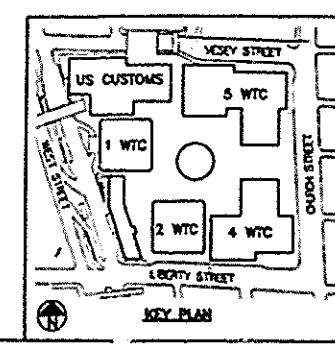 VESEY STREET
US CUSTOMS
5 WTC
1 WTC
WEST STREET
CHURCH STREET
2 WTC
4 WTC
LIBERTY STREET
N
KEY PLAN